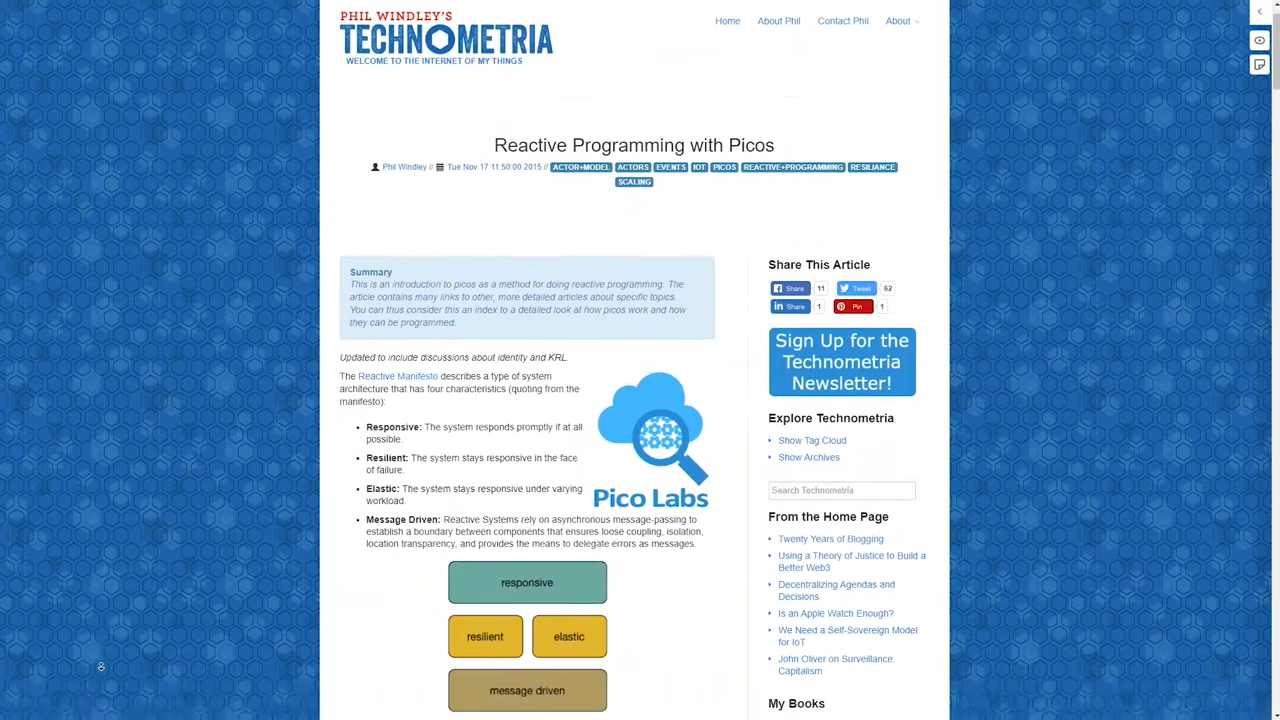 PHIL WINDLEY'S
TECHNOMETRIA
WELCOME TO THE INTERNET OF MY THINGS
Home About Phil Contact Phil About
Reactive Programming with Picos
Phil Windley // Tue Nov 17 11:50:00 2015 // ACTOR+MODEL ACTORS EVENTS IOT PICOS REACTIVE+PROGRAMMING RESILIANCE
SCALING
Summary
This is an introduction to picos as a method for doing reactive programming. The
article contains many links to other, more detailed articles about specific topics.
You can thus consider this an index to a detailed look at how picos work and how
they can be programmed.
Updated to include discussions about identity and KRL.
The Reactive Manifesto describes a type of system
architecture that has four characteristics (quoting from the
manifesto):
• Responsive: The system responds promptly if at all
possible.
• Resilient: The system stays responsive in the face
of failure.
• Elastic: The system stays responsive under varying
workload.
• Message Driven: Reactive Systems rely on asynchronous message-passing to
establish a boundary between components that ensures loose coupling, isolation,
location transparency, and provides the means to delegate errors as messages.
Pico Labs
responsive
resilient elastic
message driven
Share This Article
Share 11 Tweet 62
Share 1 Pin 1
Sign Up for the
Technometria
Newsletter!
Explore Technometria
Show Tag Cloud
Show Archives
Search Technometria
From the Home Page
Twenty Years of Blogging
Using a Theory of Justice to Build a
Better Web3
Decentralizing Agendas and
Decisions
Is an Apple Watch Enough?
We Need a Self-Sovereign Model
for IoT
John Oliver on Surveillance
Capitalism
My Books